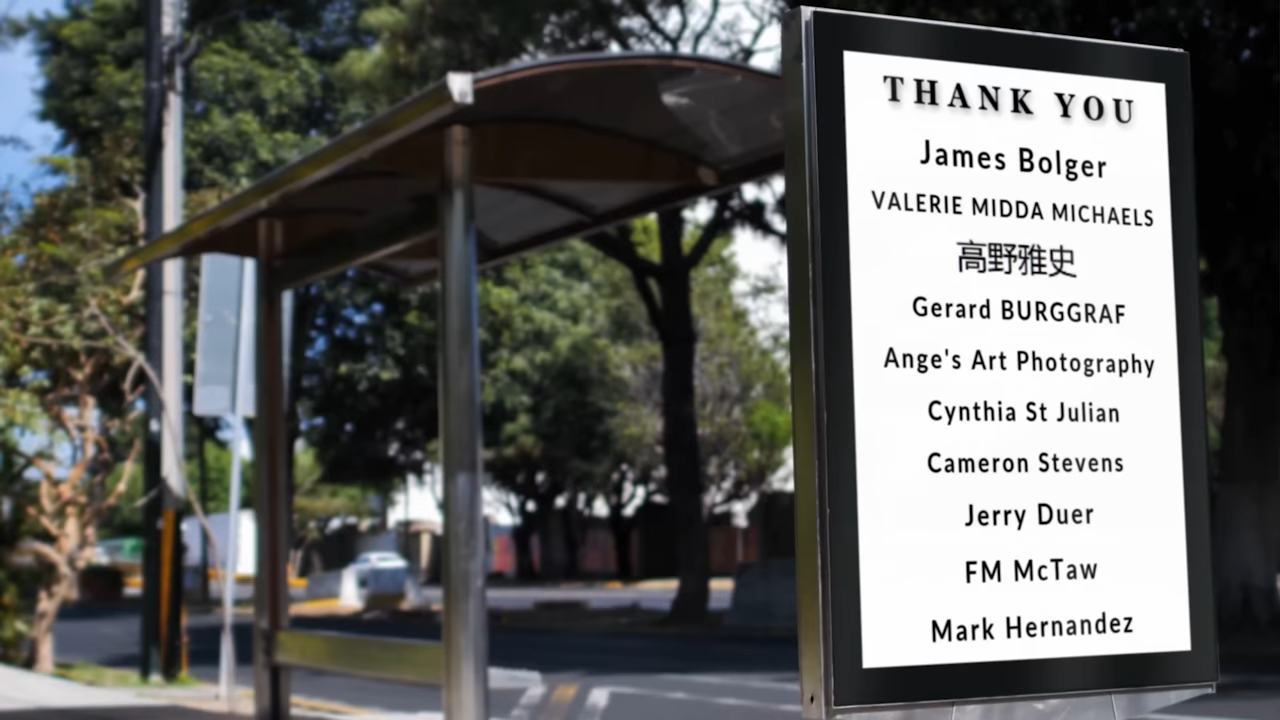 THANK YOU
James Bolger
VALERIE MIDDA MICHAELS
高野雅史
Gerard BURGGRAF
Ange's Art Photography
Cynthia St Julian
Cameron Stevens
Jerry Duer
FM McTaw
Mark Hernandez